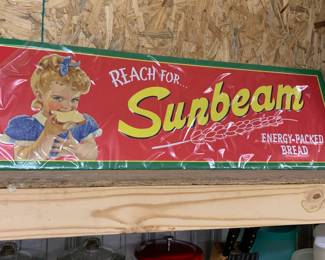 REACH FOR...
Sunbeam
ENERGY-PACKED
BREAD